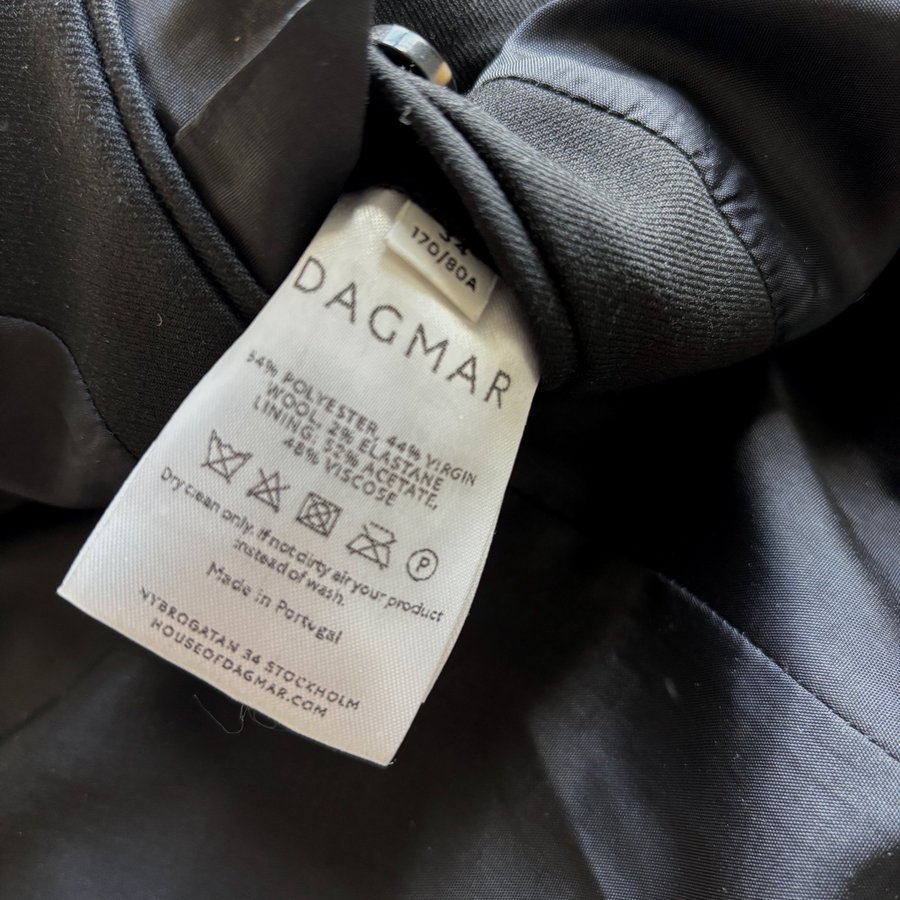 34
170/80A
DAGMAR
54% POLYESTER, 44% VIRGIN
WOOL, 2% ELASTANE
LINING: 52% ACETATE,
48% VISCOSE
P
Dry clean only. If not dirty air your product
instead of wash.
Made in Portugal
NYBROGATAN 34 STOCKHOLM
HOUSEOFDAGMAR.COM